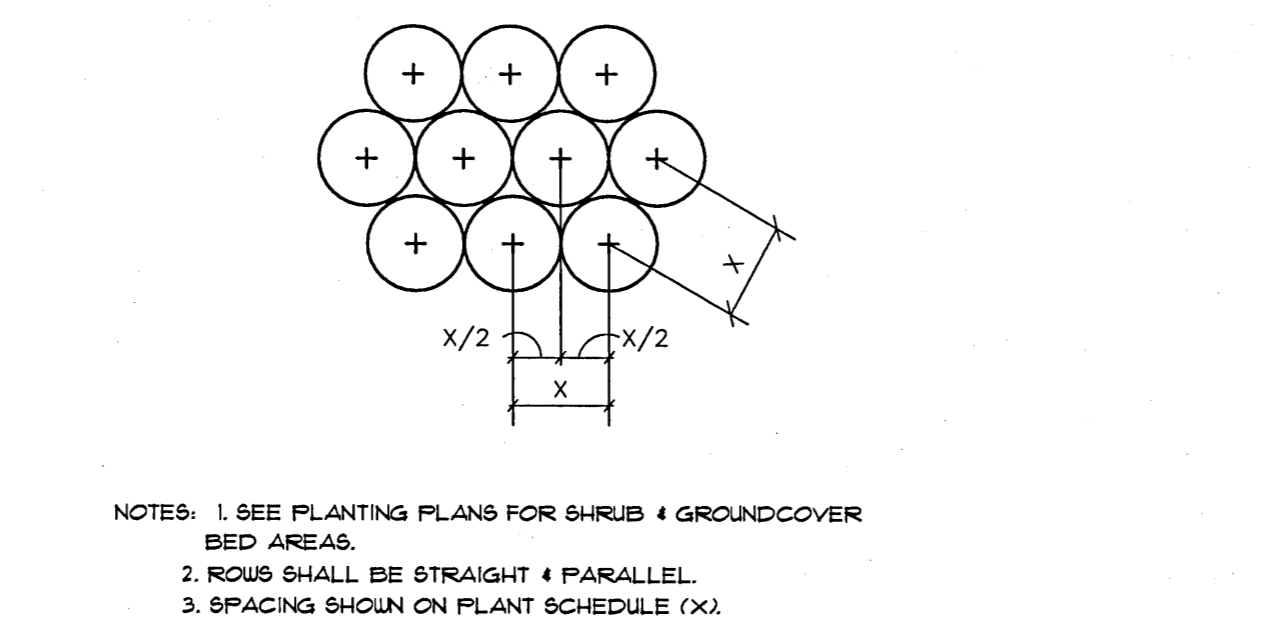 X
X/2 X/2
X
NOTES: 1. SEE PLANTING PLANS FOR SHRUB & GROUNDCOVER
BED AREAS.
2. ROWS SHALL BE STRAIGHT & PARALLEL.
3. SPACING SHOWN ON PLANT SCHEDULE (X).